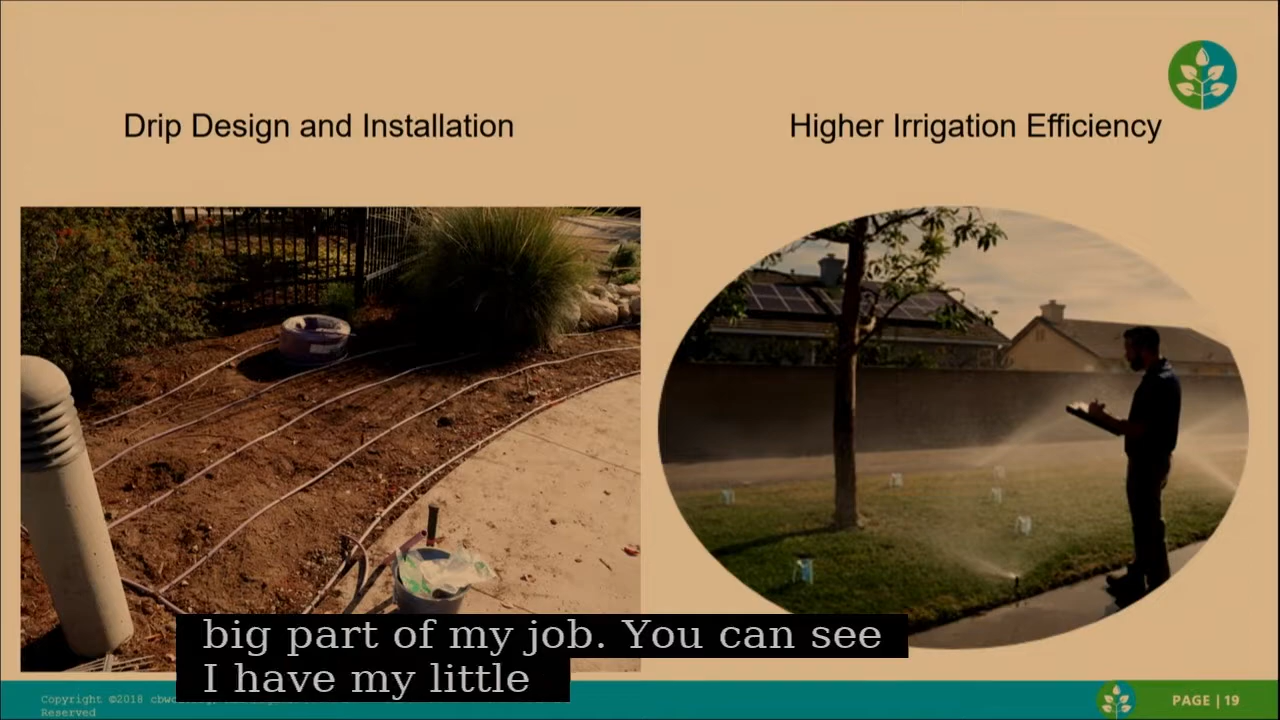 Drip Design and Installation
Higher Irrigation Efficiency
big part of my job. You can see
I have my little
Copyright ©2018
Reserved
PAGE | 19